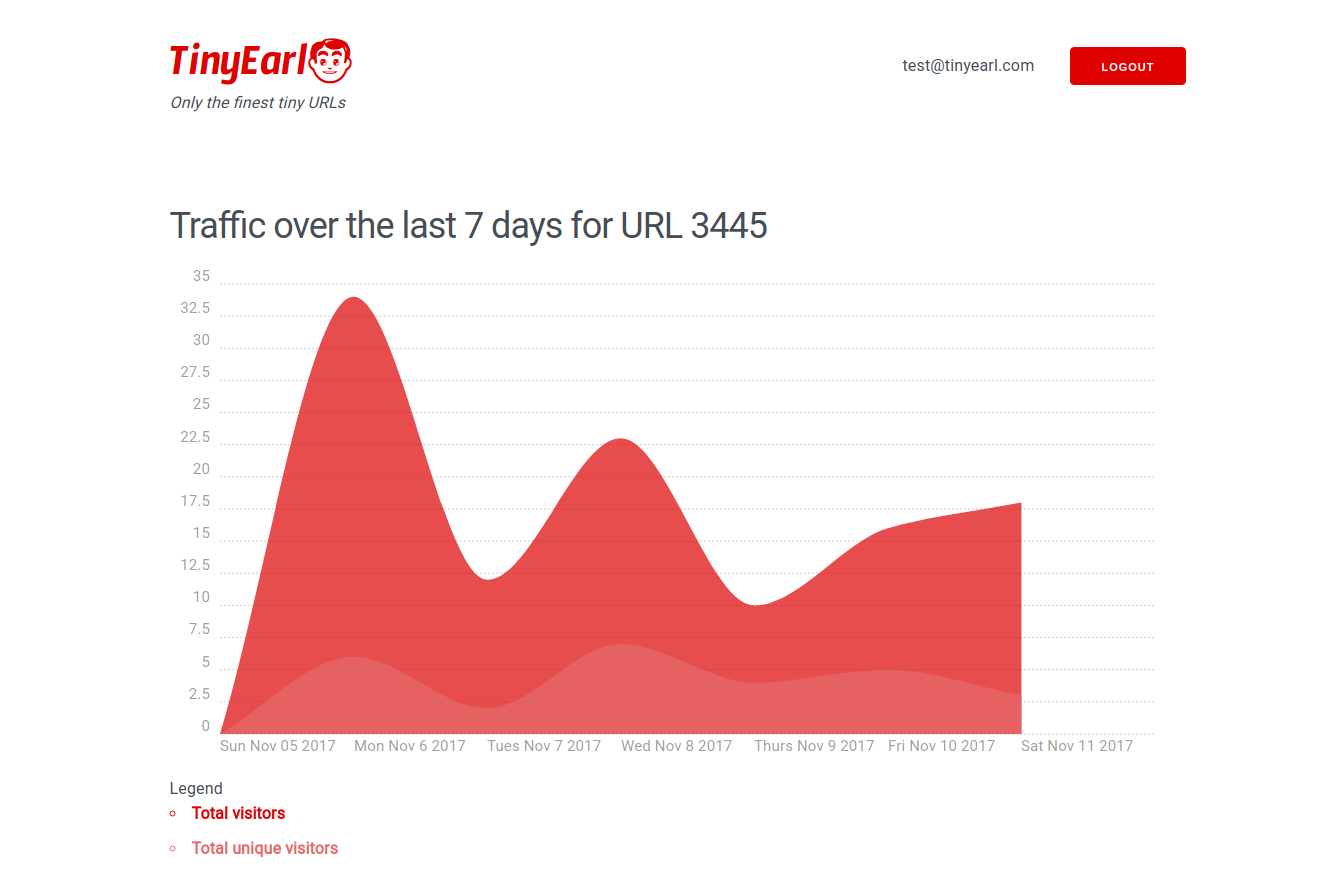 TinyEarl
Only the finest tiny URLs
test@tinyearl.com
LOGOUT
Traffic over the last 7 days for URL 3445
35
32.5
30
27.5
25
22.5
20
17.5
15
12.5
10
7.5
5
2.5
0
Sun Nov 05 2017 Mon Nov 6 2017 Tues Nov 7 2017 Wed Nov 8 2017 Thurs Nov 9 2017 Fri Nov 10 2017 Sat Nov 11 2017
Legend
Total visitors
Total unique visitors